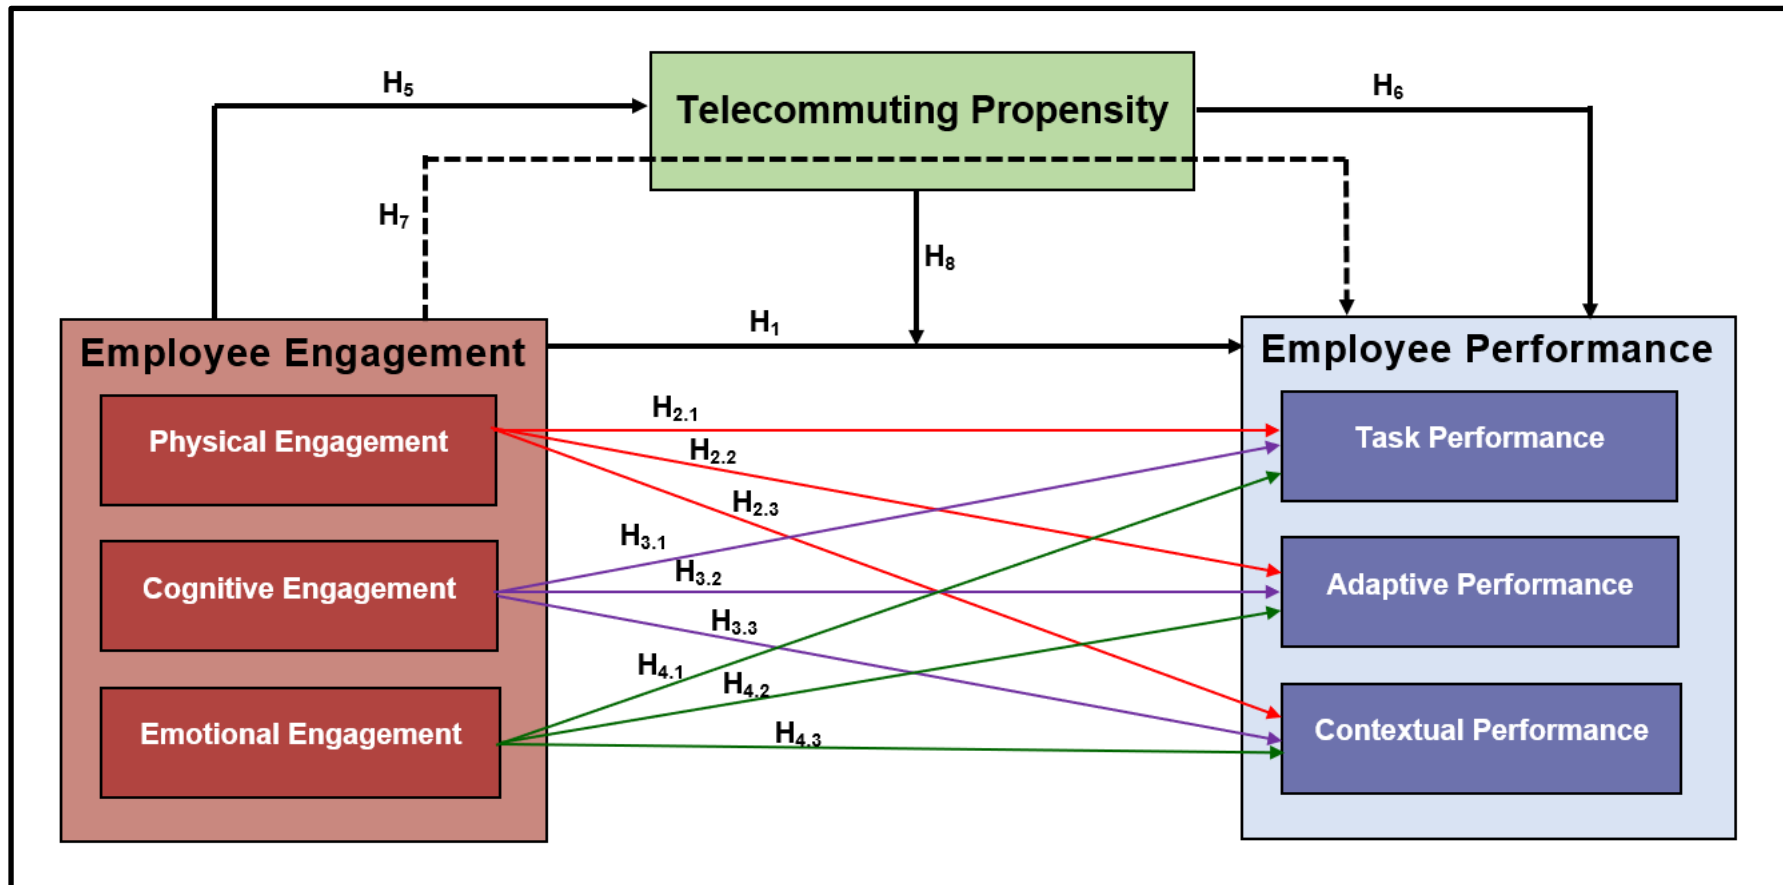 H5
Telecommuting Propensity
H6
H7
H8
H1
Employee Engagement
Employee Performance
Physical Engagement
H2.1
Task Performance
H2.2
H2.3
H3.1
Cognitive Engagement
H3.2
Adaptive Performance
H3.3
H4.1
H4.2
Emotional Engagement
H4.3
Contextual Performance